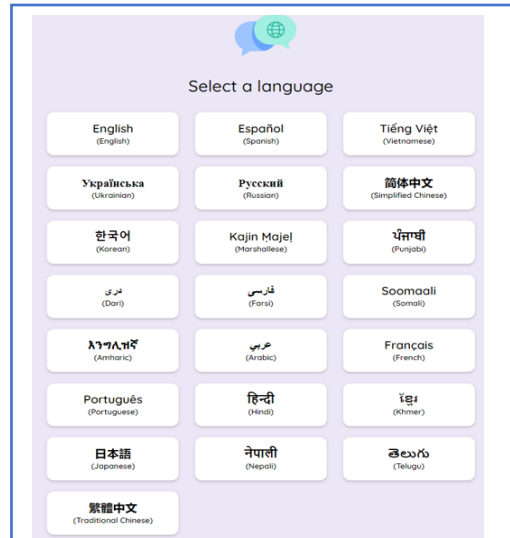 Select a language
English
(English)
Español
(Spanish)
Tiếng Việt
(Vietnamese)
Українська
(Ukrainian)
Русский
(Russian)
简体中文
(Simplified Chinese)
한국어
(Korean)
Kajin M̧ajeļ
(Marshallese)
ਪੰਜਾਬੀ
(Punjabi)
دری
(Dari)
فارسی
(Farsi)
Soomaali
(Somali)
እንግሊዝኛ
(Amharic)
عربي
(Arabic)
Français
(French)
Português
(Portuguese)
हिन्दी
(Hindi)
ខ្មែរ
(Khmer)
日本語
(Japanese)
नेपाली
(Nepali)
తెలుగు
(Telugu)
繁體中文
(Traditional Chinese)